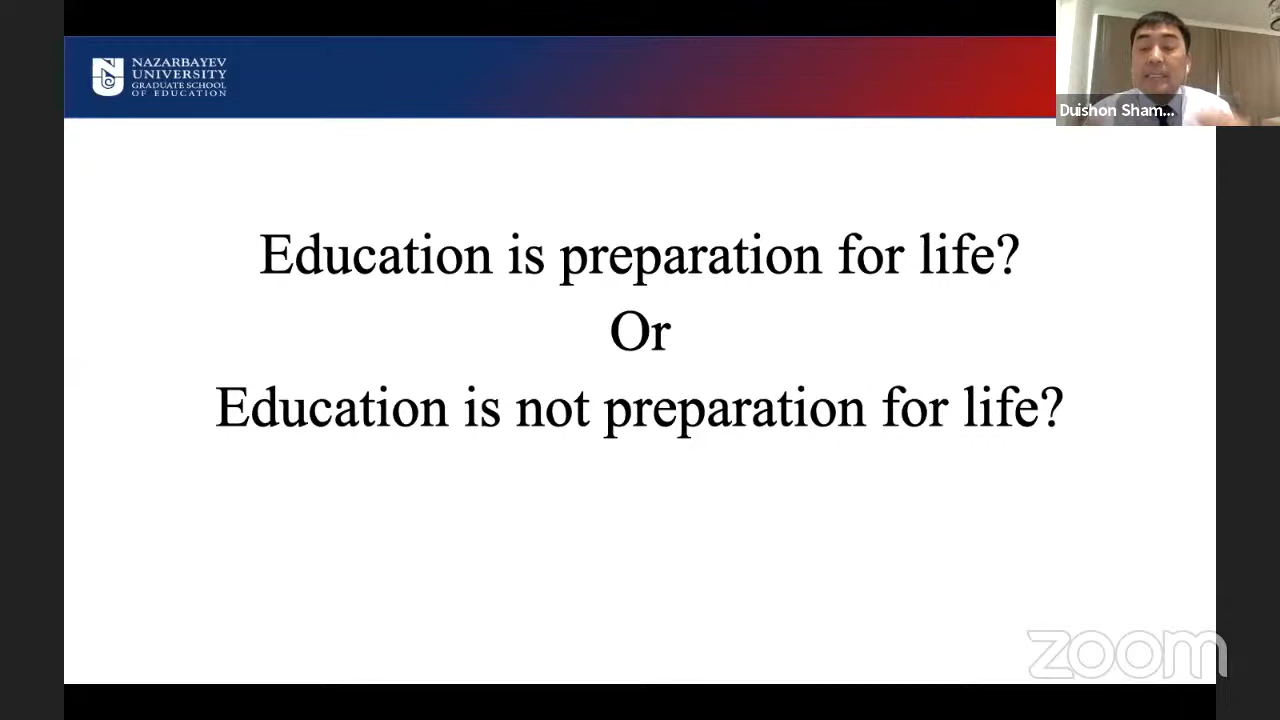 NAZARBAYEV
UNIVERSITY
GRADUATE SCHOOL
OF EDUCATION
Duishon Sham...
Education is preparation for life?
Or
Education is not preparation for life?
zoom